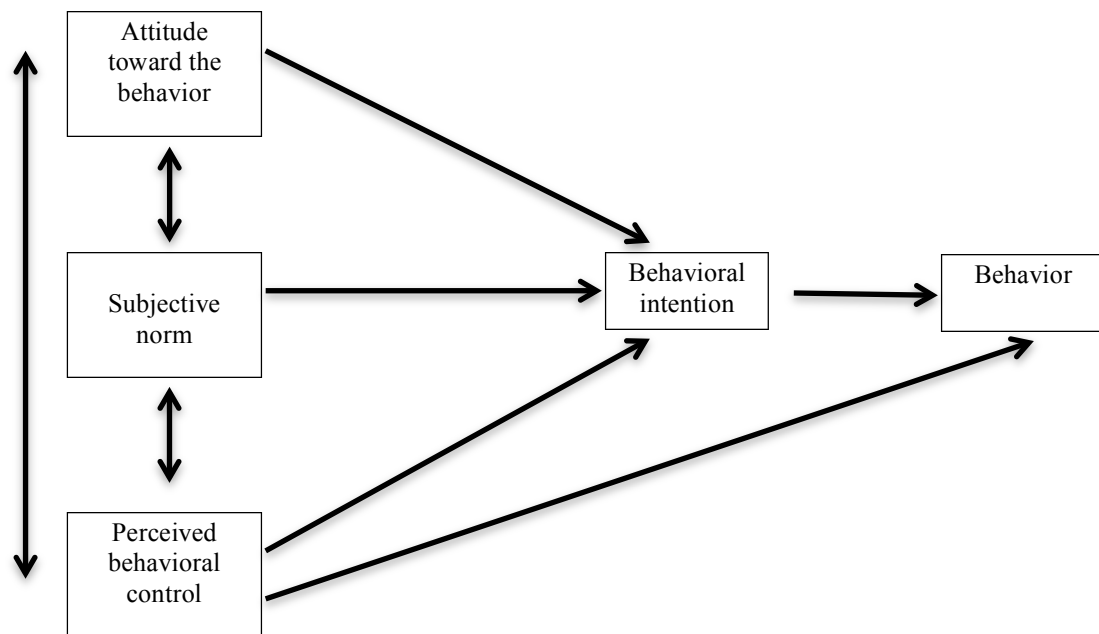 Attitude
toward the
behavior
Subjective
norm
Behavioral
intention
Behavior
Perceived
behavioral
control